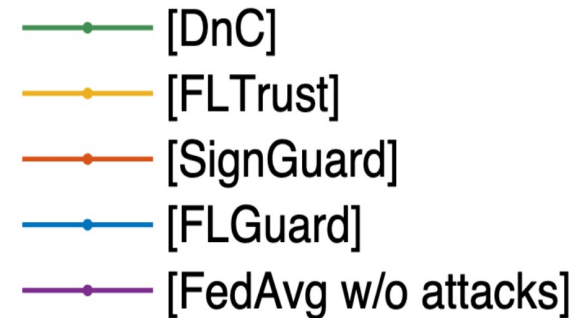 [DnC]
[FLTrust]
[SignGuard]
[FLGuard]
[FedAvg w/o attacks]